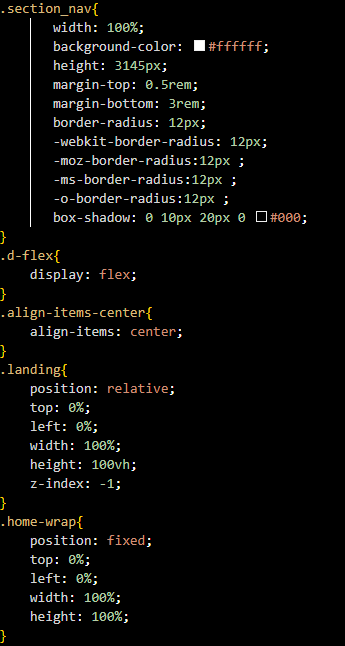 .section_nav{
width: 100%;
background-color: #ffffff;
height: 3145px;
margin-top: 0.5rem;
margin-bottom: 3rem;
border-radius: 12px;
-webkit-border-radius: 12px;
-moz-border-radius:12px ;
-ms-border-radius:12px ;
-o-border-radius:12px ;
box-shadow: 0 10px 20px 0 #000;
}
.d-flex{
display: flex;
}
.align-items-center{
align-items: center;
}
.landing{
position: relative;
top: 0%;
left: 0%;
width: 100%;
height: 100vh;
z-index: -1;
}
.home-wrap{
position: fixed;
top: 0%;
left: 0%;
width: 100%;
height: 100%;
}